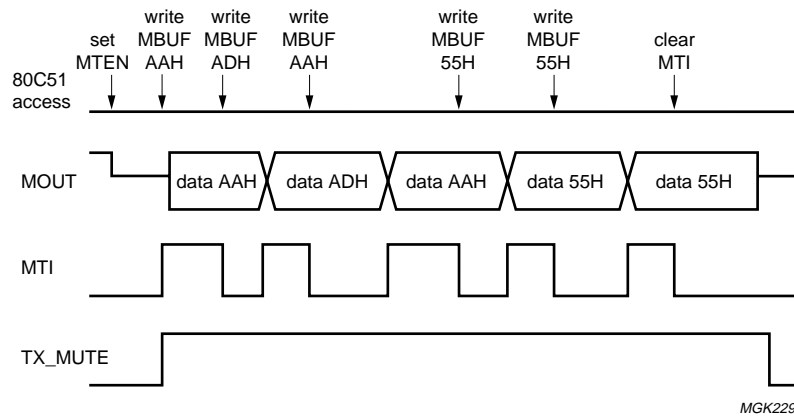 write write write write write
set MBUF MBUF MBUF MBUF MBUF clear
MTEN AAH ADH AAH 55H 55H MTI
80C51
access
MOUT data AAH data ADH data AAH data 55H data 55H
MTI
TX_MUTE
MGK229